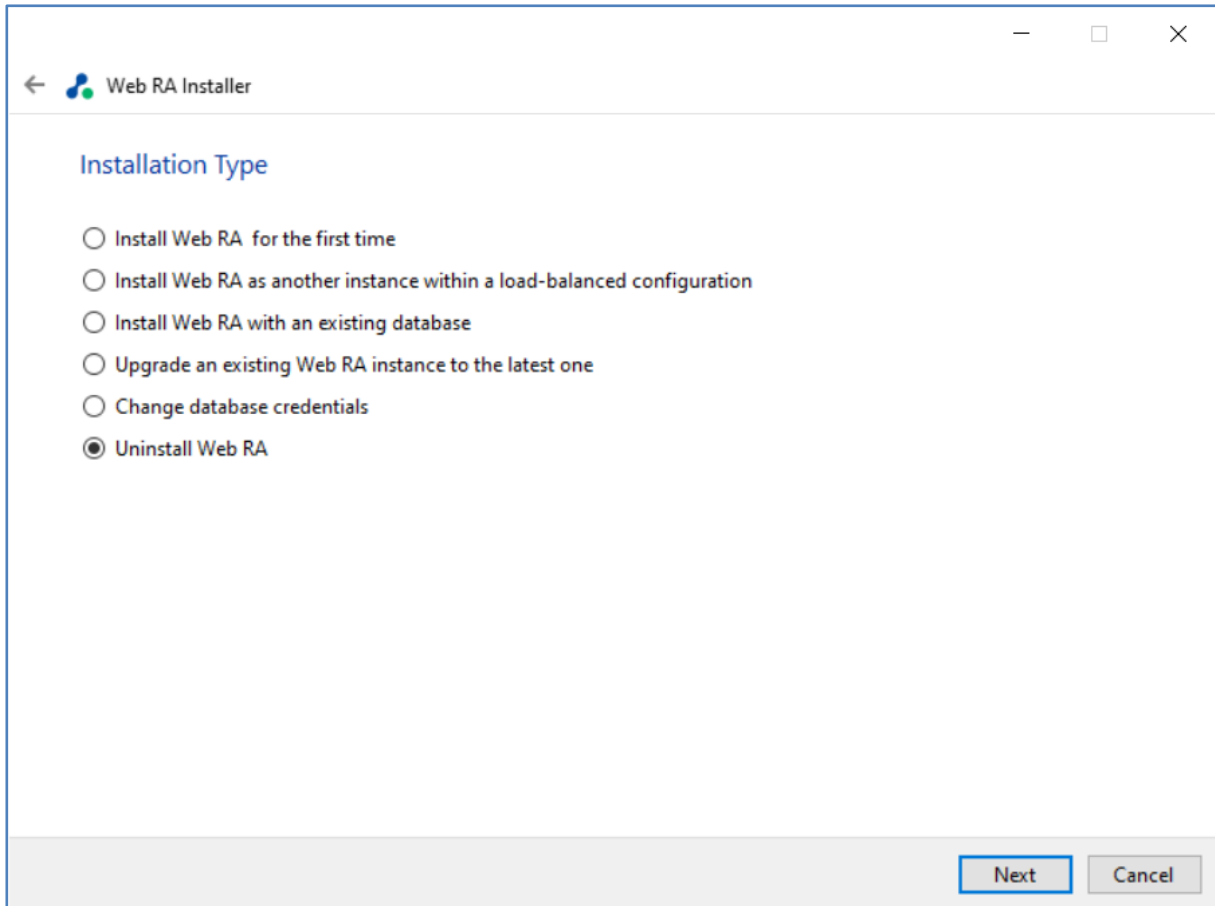 Web RA Installer
Installation Type
Install Web RA  for the first time
Install Web RA as another instance within a load-balanced configuration
Install Web RA with an existing database
Upgrade an existing Web RA instance to the latest one
Change database credentials
Uninstall Web RA
Next Cancel